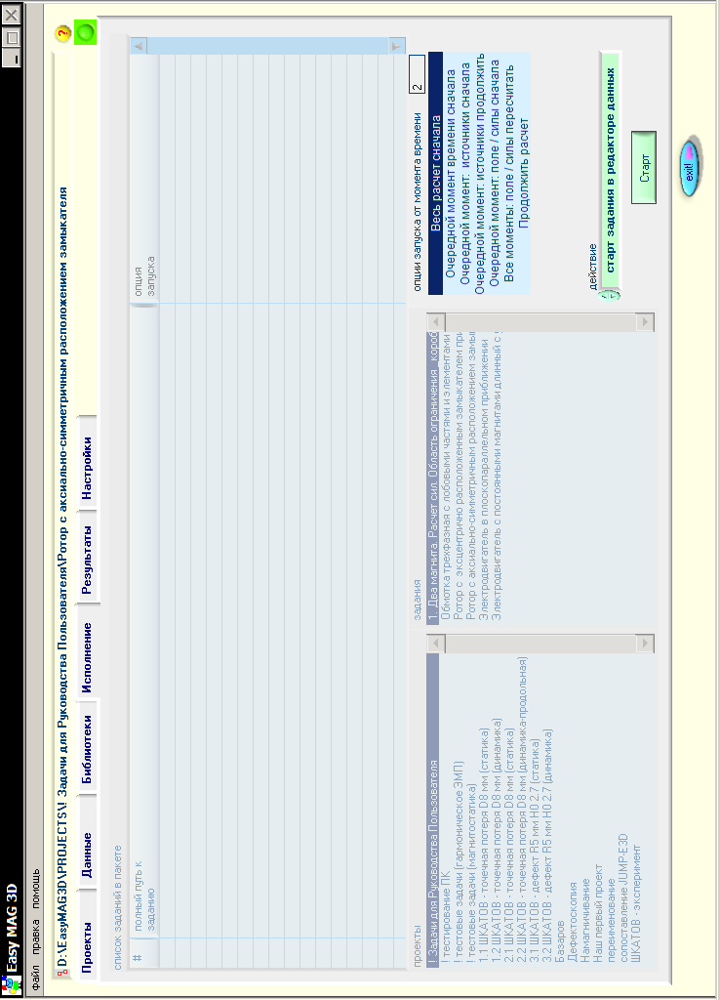 Easy MAG 3D
файл правка помощь
D:\EasyMAG3D\PROJECTS\! Задачи для Руководства Пользователя\Ротор с аксиально-симметричным расположением замыкателя
?
Проекты
Данные
Библиотеки
Исполнение
Результаты
Настройки
список заданий в пакете
# полный путь к заданию
опция запуска
проекты
! Задачи для Руководства Пользователя
! тестирование ПК
! тестовые задачи (гармоническое ЭМП)
! тестовые задачи (магнитостатика)
1.1 ШКАТОВ - точечная потеря D8 мм (статика)
1.2 ШКАТОВ - точечная потеря D8 мм (динамика)
2.1 ШКАТОВ - точечная потеря D8 мм (статика)
2.2 ШКАТОВ - точечная потеря D8 мм (динамика-продольная)
3.1 ШКАТОВ - дефект R5 мм H0 2.7 (статика)
3.2 ШКАТОВ - дефект R5 мм H0 2.7 (динамика)
Базаров
Дефектоскопия
Намагничивание
Наш первый проект
переименование
сопоставление JUMP-E3D
ШКАТОВ - эксперимент
задания
1. Два магнита. Расчет сил. Область ограничения _короб
Обмотка трехфазная с лобовыми частями и элементами
Ротор с эксцентрично расположенным замыкателем при
Ротор с аксиально-симметричным расположением замы
Электродвигатель в плоскопараллельном приближении
Электродвигатель с постоянными магнитами длинный с
опции запуска от момента времени
2
Весь расчет сначала
Очередной момент времени сначала
Очередной момент: источники сначала
Очередной момент: источники продолжить
Очередной момент: поле / силы сначала
Все моменты: поле / силы пересчитать
Продолжить расчет
действие
старт задания в редакторе данных
Старт
exit!